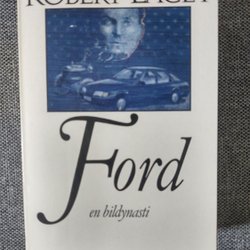 ROBERT LACEY
Ford
en bildynasti